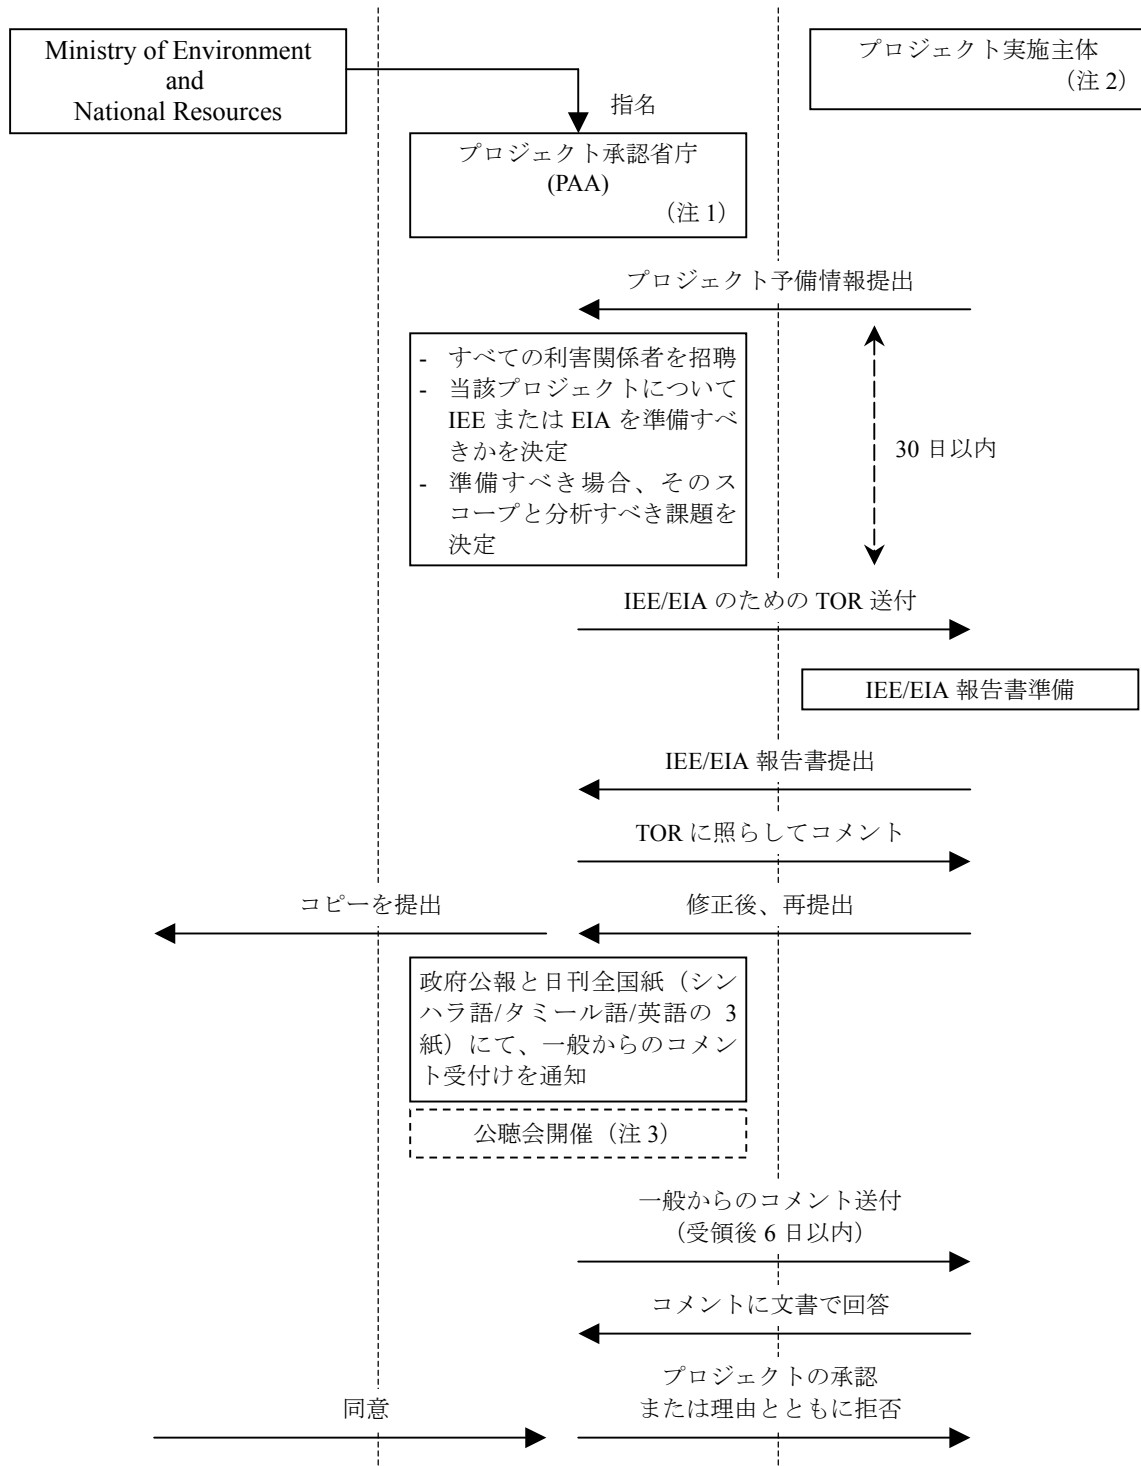 Ministry of Environment
and
National Resources
プロジェクト実施主体
(注 2)
指名
プロジェクト承認省庁
(PAA)
(注 1)
プロジェクト予備情報提出
- すべての利害関係者を招聘
- 当該プロジェクトについて
IEE または EIA を準備すべ
きかを決定
- 準備すべき場合、そのス
コープと分析すべき課題を
決定
30 日以内
IEE/EIA のための TOR 送付
IEE/EIA 報告書準備
IEE/EIA 報告書提出
TOR に照らしてコメント
コピーを提出
修正後、再提出
政府公報と日刊全国紙（シン
ハラ語/タミール語/英語の 3
紙）にて、一般からのコメン
ト受付けを通知
公聴会開催（注 3）
一般からのコメント送付
（受領後 6 日以内）
コメントに文書で回答
同意
プロジェクトの承認
または理由とともに拒否